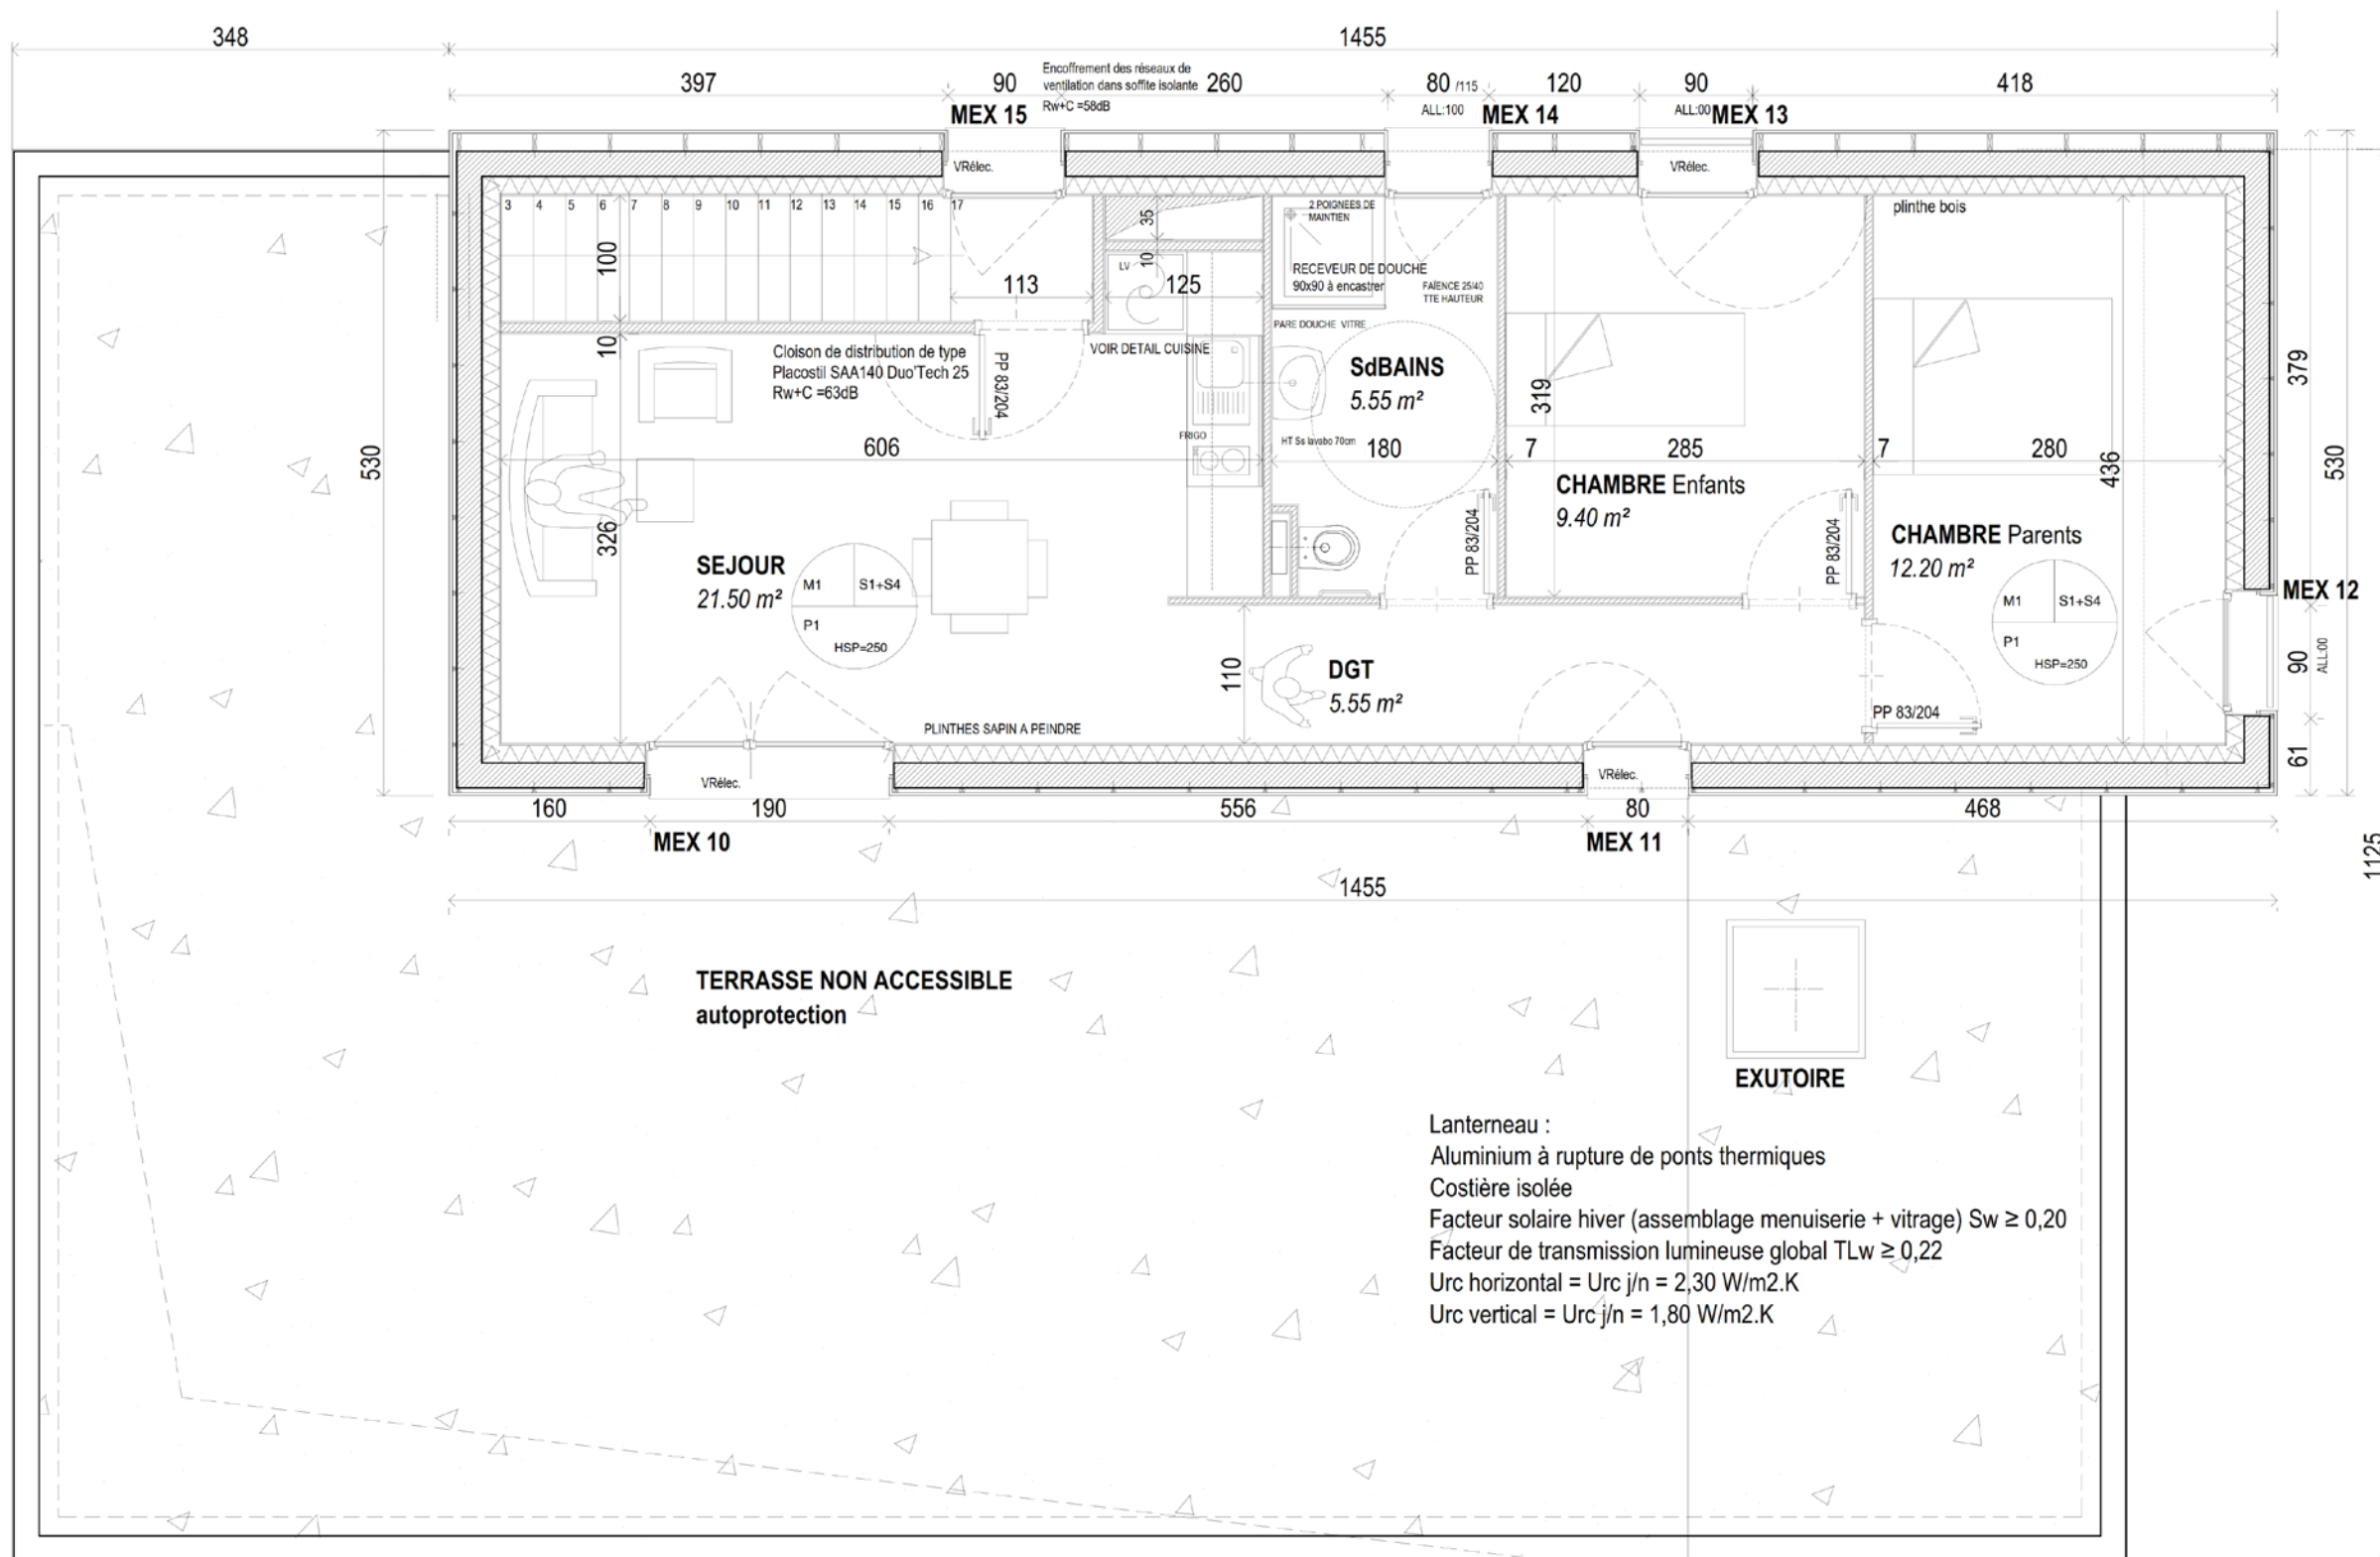 348
1455
397
90
Encoffrement des réseaux de
ventilation dans soffite isolante
Rw+C =58dB
260
80 /115
ALL:100
120
90
ALL:00
418
MEX 15
MEX 14
MEX 13
VRélec.
VRélec.
3 4 5 6 7 8 9 10 11 12 13 14 15 16 17
35
2 POIGNEES DE
MAINTIEN
plinthe bois
100
10
LV
113
125
RECEVEUR DE DOUCHE
90x90 à encastrer
FAÏENCE 25/40
TTE HAUTEUR
PARE DOUCHE VITRE
10
Cloison de distribution de type
Placostil SAA140 Duo'Tech 25
Rw+C =63dB
PP 83/204
VOIR DETAIL CUISINE
SdBAINS
5.55 m²
319
379
530
606
FRIGO
HT Ss lavabo 70cm
180
7
285
7
280
436
530
CHAMBRE Enfants
9.40 m²
326
PP 83/204
PP 83/204
CHAMBRE Parents
12.20 m²
SEJOUR
21.50 m²
M1
S1+S4
P1
HSP=250
M1
S1+S4
P1
HSP=250
MEX 12
90
ALL:00
110
DGT
5.55 m²
PP 83/204
PLINTHES SAPIN A PEINDRE
61
VRélec.
VRélec.
160
190
556
80
468
MEX 10
MEX 11
1125
1455
TERRASSE NON ACCESSIBLE
autoprotection
EXUTOIRE
Lanterneau :
Aluminium à rupture de ponts thermiques
Costière isolée
Facteur solaire hiver (assemblage menuiserie + vitrage) Sw ≥ 0,20
Facteur de transmission lumineuse global TLw ≥ 0,22
Urc horizontal = Urc j/n = 2,30 W/m2.K
Urc vertical = Urc j/n = 1,80 W/m2.K